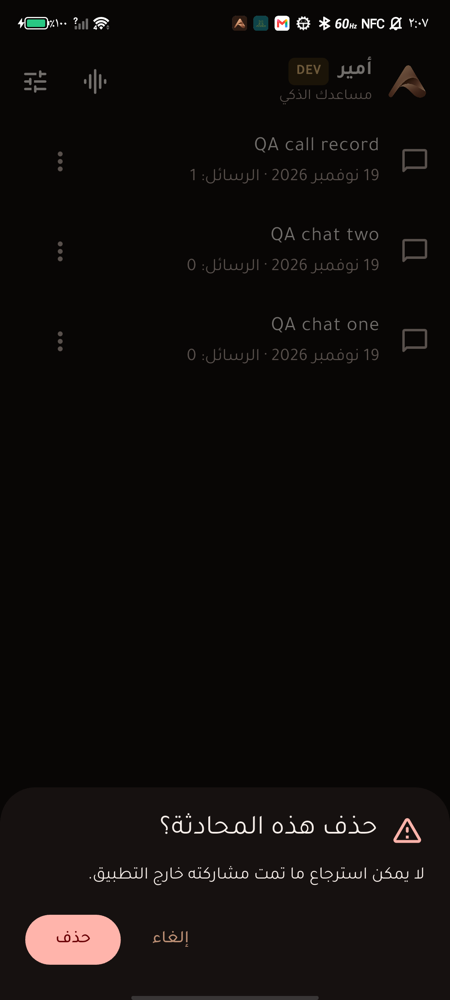 ٢:٠٧ NFC 60Hz ٪١٠٠
أمير DEV
مساعدك الذكي
QA call record
19 نوفمبر 2026 · الرسائل: 1
QA chat two
19 نوفمبر 2026 · الرسائل: 0
QA chat one
19 نوفمبر 2026 · الرسائل: 0
حذف هذه المحادثة؟
لا يمكن استرجاع ما تمت مشاركته خارج التطبيق.
إلغاء
حذف